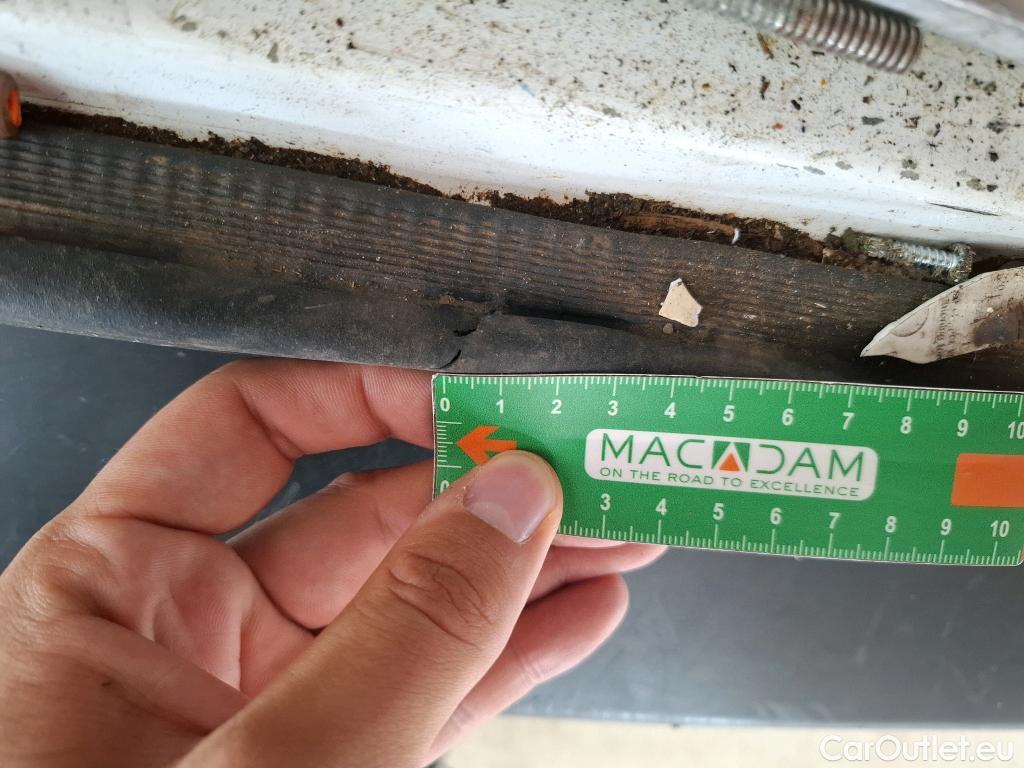 0 1 2 3 4 5 6 7 8 9 10
MACADAM
ON THE ROAD TO EXCELLENCE
0 3 4 5 6 7 8 9 10
CarOutlet.eu